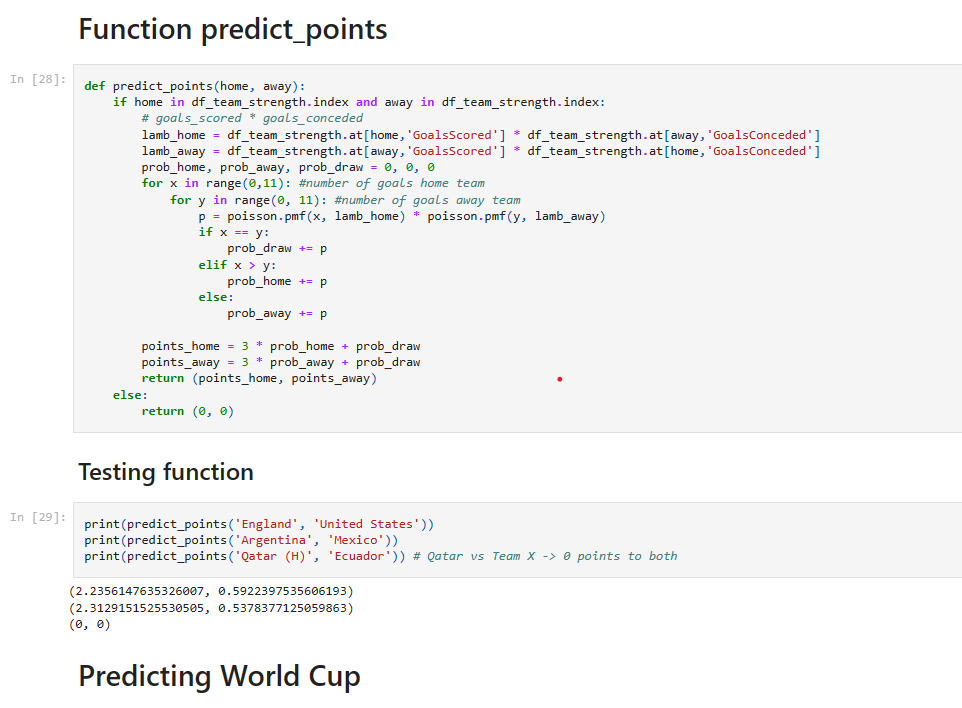 Function predict_points
In [28]:
def predict_points(home, away):
    if home in df_team_strength.index and away in df_team_strength.index:
        # goals_scored * goals_conceded
        lamb_home = df_team_strength.at[home,'GoalsScored'] * df_team_strength.at[away,'GoalsConceded']
        lamb_away = df_team_strength.at[away,'GoalsScored'] * df_team_strength.at[home,'GoalsConceded']
        prob_home, prob_away, prob_draw = 0, 0, 0
        for x in range(0,11): #number of goals home team
            for y in range(0, 11): #number of goals away team
                p = poisson.pmf(x, lamb_home) * poisson.pmf(y, lamb_away)
                if x == y:
                    prob_draw += p
                elif x > y:
                    prob_home += p
                else:
                    prob_away += p
        points_home = 3 * prob_home + prob_draw
        points_away = 3 * prob_away + prob_draw
        return (points_home, points_away)
    else:
        return (0, 0)
Testing function
In [29]:
print(predict_points('England', 'United States'))
print(predict_points('Argentina', 'Mexico'))
print(predict_points('Qatar (H)', 'Ecuador')) # Qatar vs Team X -> 0 points to both
(2.2356147635326007, 0.5922397535606193)
(2.3129151525530505, 0.5378377125059863)
(0, 0)
Predicting World Cup